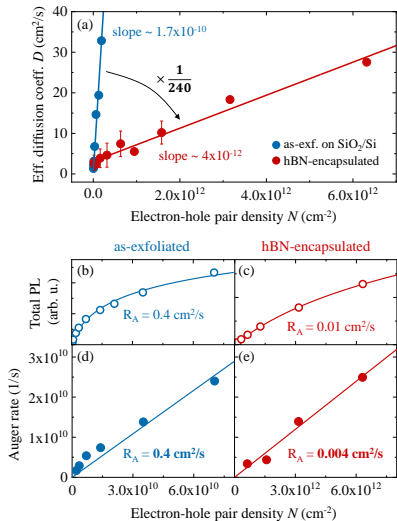 (a)
slope ~ 1.7x10⁻¹⁰
× 1/240
slope ~ 4x10⁻¹²
as-exf. on SiO₂/Si
hBN-encapsulated
Eff. diffusion coeff. D (cm²/s)
40
30
20
10
0
0.0
2.0x10¹²
4.0x10¹²
6.0x10¹²
Electron-hole pair density N (cm⁻²)
as-exfoliated
hBN-encapsulated
Total PL
(arb. u.)
(b)
R_A = 0.4 cm²/s
(c)
R_A = 0.01 cm²/s
Auger rate (1/s)
3x10¹⁰
2x10¹⁰
1x10¹⁰
0
(d)
R_A = 0.4 cm²/s
(e)
R_A = 0.004 cm²/s
0.0
3.0x10¹⁰
6.0x10¹⁰
0.0
3.0x10¹²
6.0x10¹²
Electron-hole pair density N (cm⁻²)